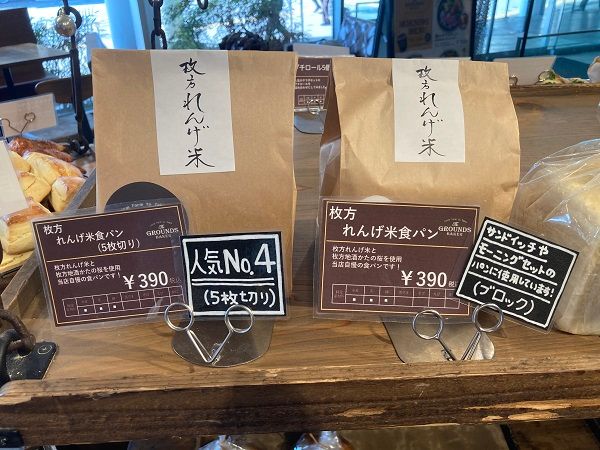 枚方れんげ米
枚方れんげ米
枚方
れんげ米食パン
(5枚切り)
THE
GROUNDS
BAKER
枚方れんげ米と
枚方地酒かたの桜を使用
当店自慢の食パンです!
¥390
税込
人気No.4
(5枚切り)
枚方
れんげ米食パン
THE
GROUNDS
BAKER
枚方れんげ米と
枚方地酒かたの桜を使用
当店自慢の食パンです!
¥390
サンドイッチや
モーニングセットの
パンに使用しています!
(ブロック)